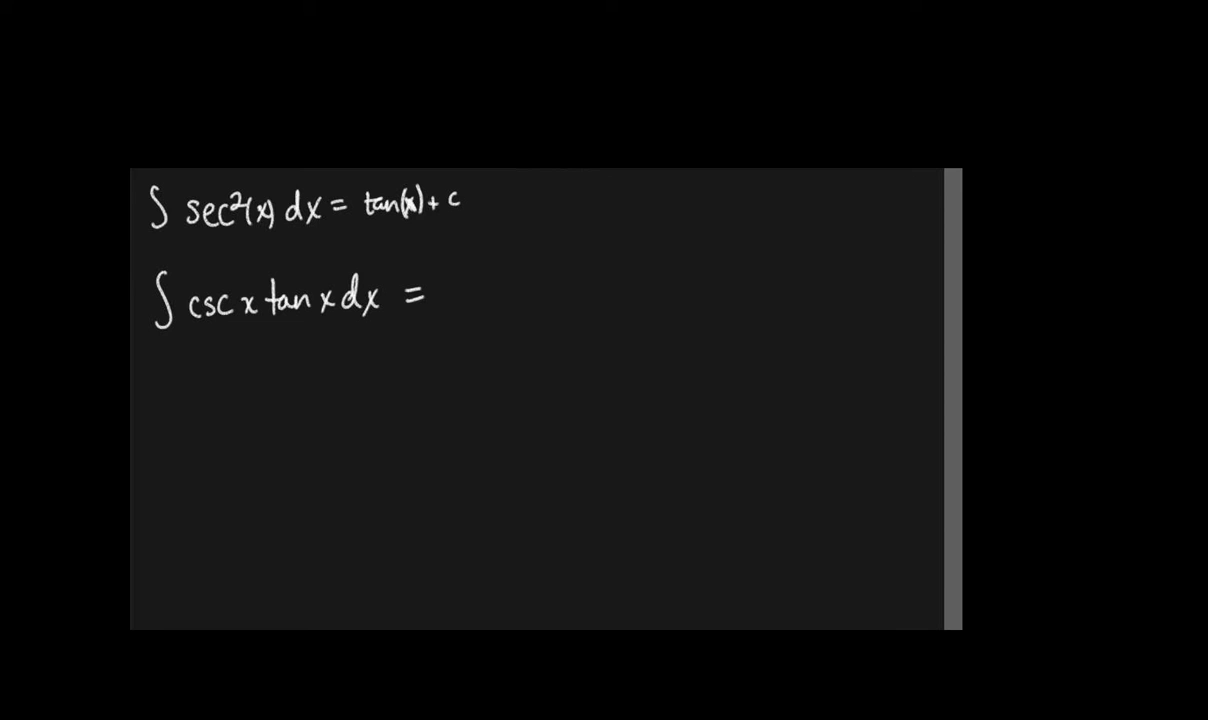 ∫ sec²(x) dx = tan(x) + c
∫ csc x tan x dx =